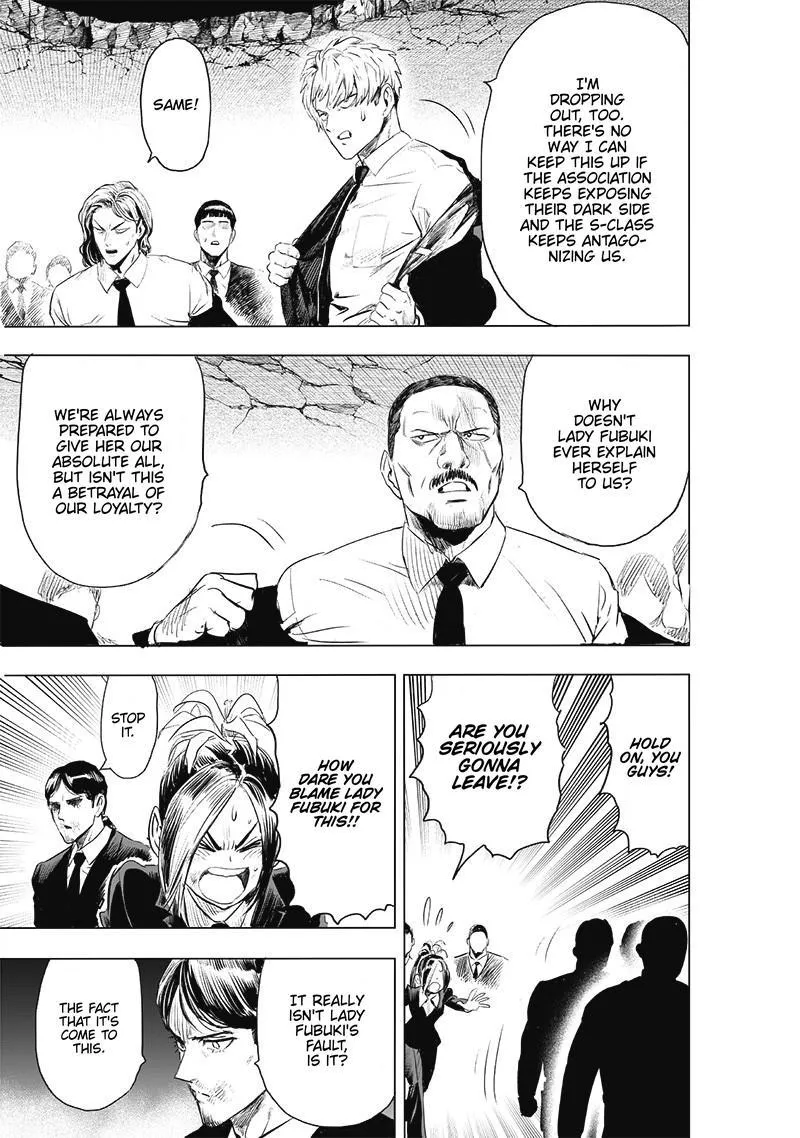 I'M
DROPPING
OUT, TOO.
THERE'S NO
WAY I CAN
KEEP THIS UP IF
THE ASSOCIATION
KEEPS EXPOSING
THEIR DARK SIDE
AND THE S-CLASS
KEEPS ANTAGO-
NIZING US.
SAME!
WHY
DOESN'T
LADY FUBUKI
EVER EXPLAIN
HERSELF
TO US?
WE'RE ALWAYS
PREPARED TO
GIVE HER OUR
ABSOLUTE ALL,
BUT ISN'T THIS
A BETRAYAL OF
OUR LOYALTY?
HOLD
ON, YOU
GUYS!
ARE YOU
SERIOUSLY
GONNA
LEAVE!?
HOW
DARE YOU
BLAME LADY
FUBUKI FOR
THIS!!
STOP
IT.
IT REALLY
ISN'T LADY
FUBUKI'S
FAULT,
IS IT?
THE FACT
THAT IT'S
COME TO
THIS.